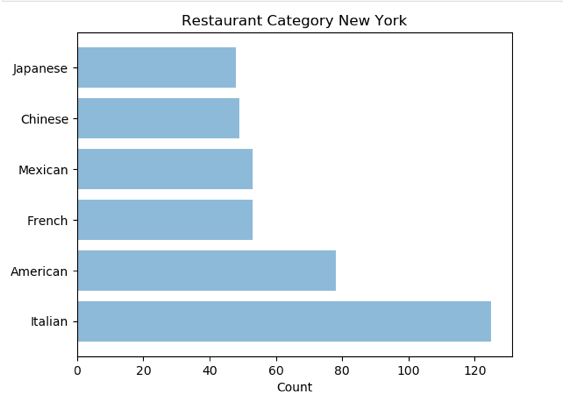 Restaurant Category New York
Japanese
Chinese
Mexican
French
American
Italian
0 20 40 60 80 100 120
Count